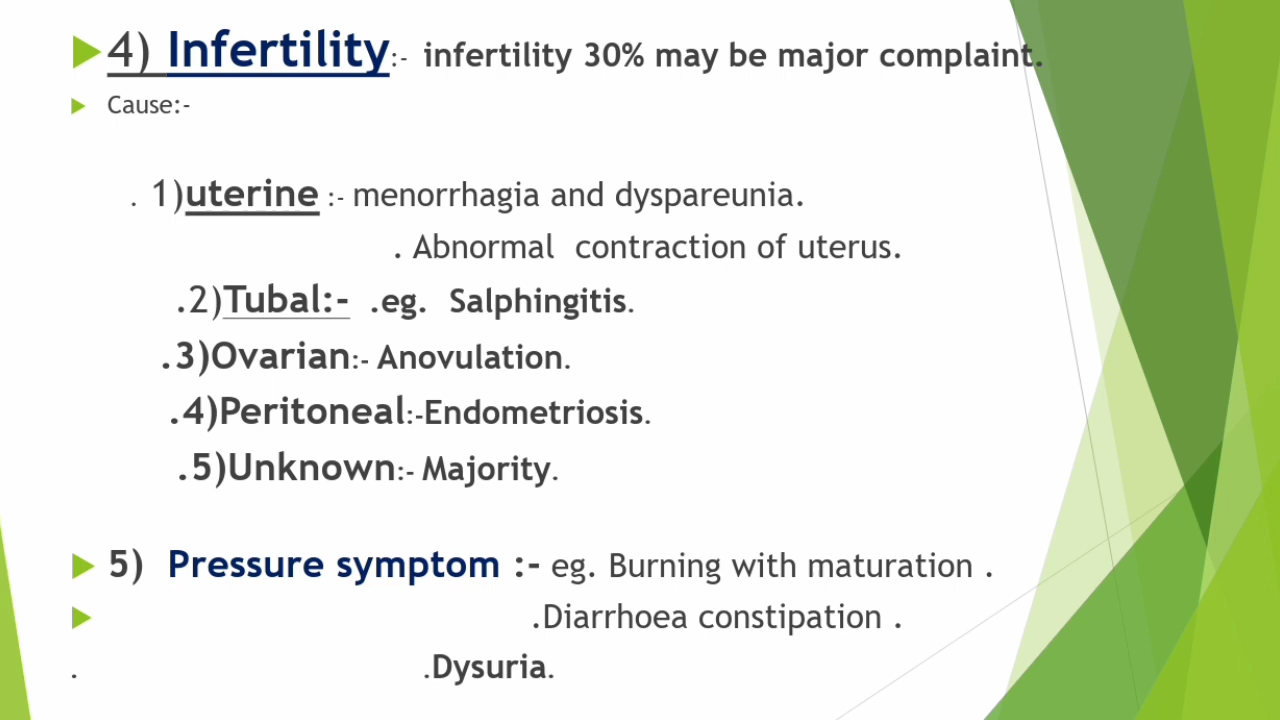 4) Infertility:- infertility 30% may be major complaint.
Cause:-
. 1)uterine :- menorrhagia and dyspareunia.
. Abnormal contraction of uterus.
.2)Tubal:- .eg. Salphingitis.
.3)Ovarian:- Anovulation.
.4)Peritoneal:-Endometriosis.
.5)Unknown:- Majority.
5) Pressure symptom :- eg. Burning with maturation .
.Diarrhoea constipation .
. .Dysuria.